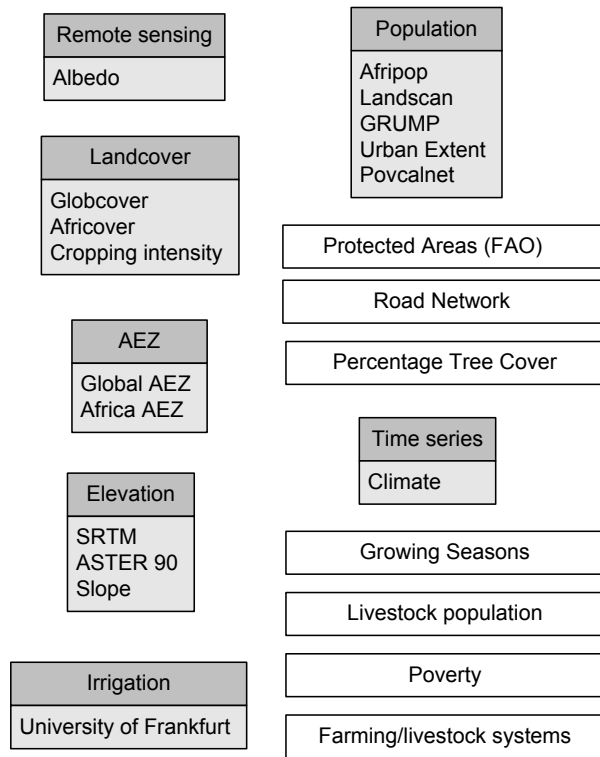 Remote sensing
Albedo
Landcover
Globcover
Africover
Cropping intensity
AEZ
Global AEZ
Africa AEZ
Elevation
SRTM
ASTER 90
Slope
Irrigation
University of Frankfurt
Population
Afripop
Landscan
GRUMP
Urban Extent
Povcalnet
Protected Areas (FAO)
Road Network
Percentage Tree Cover
Time series
Climate
Growing Seasons
Livestock population
Poverty
Farming/livestock systems